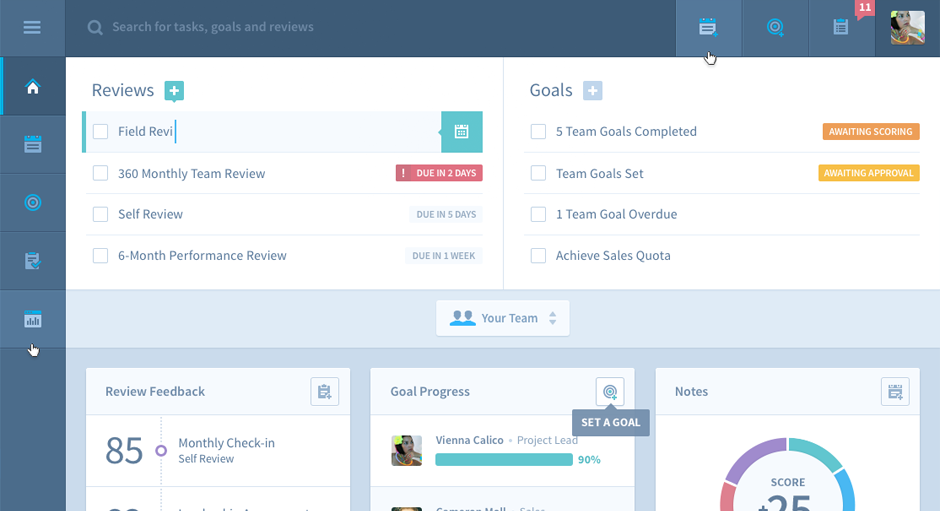 Search for tasks, goals and reviews
11
Reviews
Field Revi
360 Monthly Team Review
! DUE IN 2 DAYS
Self Review
DUE IN 5 DAYS
6-Month Performance Review
DUE IN 1 WEEK
Goals
5 Team Goals Completed
AWAITING SCORING
Team Goals Set
AWAITING APPROVAL
1 Team Goal Overdue
Achieve Sales Quota
Your Team
Review Feedback
85
Monthly Check-in
Self Review
Goal Progress
SET A GOAL
Vienna Calico • Project Lead
90%
Notes
SCORE
+25